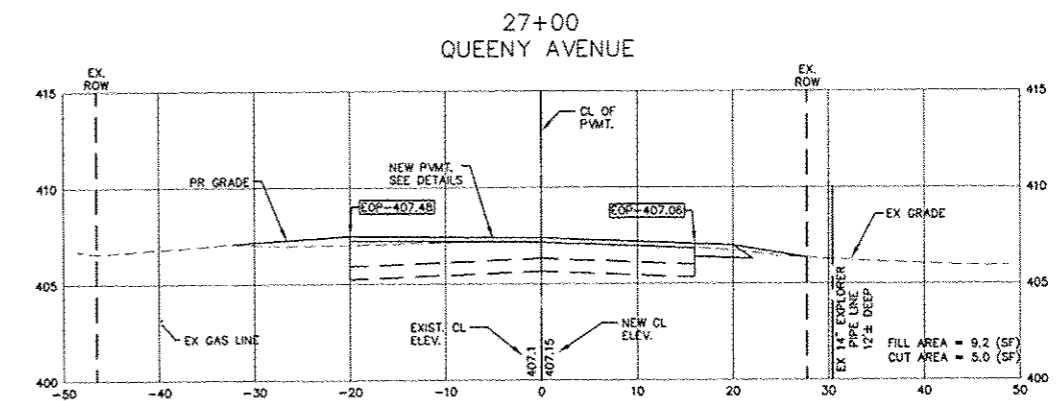 27+00
QUEENY AVENUE
EX.
ROW
EX.
ROW
415
415
CL OF
PVMT.
NEW PVMT.
SEE DETAILS
PR GRADE
410
410
EOP-407.48
EOP-407.06
EX GRADE
405
405
EX GAS LINE
EXIST. CL
ELEV.
407.1
407.15
NEW CL
ELEV.
EX 14" EXPLORER
PIPE LINE
12'± DEEP
FILL AREA = 9.2 (SF)
CUT AREA = 5.0 (SF)
400
400
-50 -40 -30 -20 -10 0 10 20 30 40 50